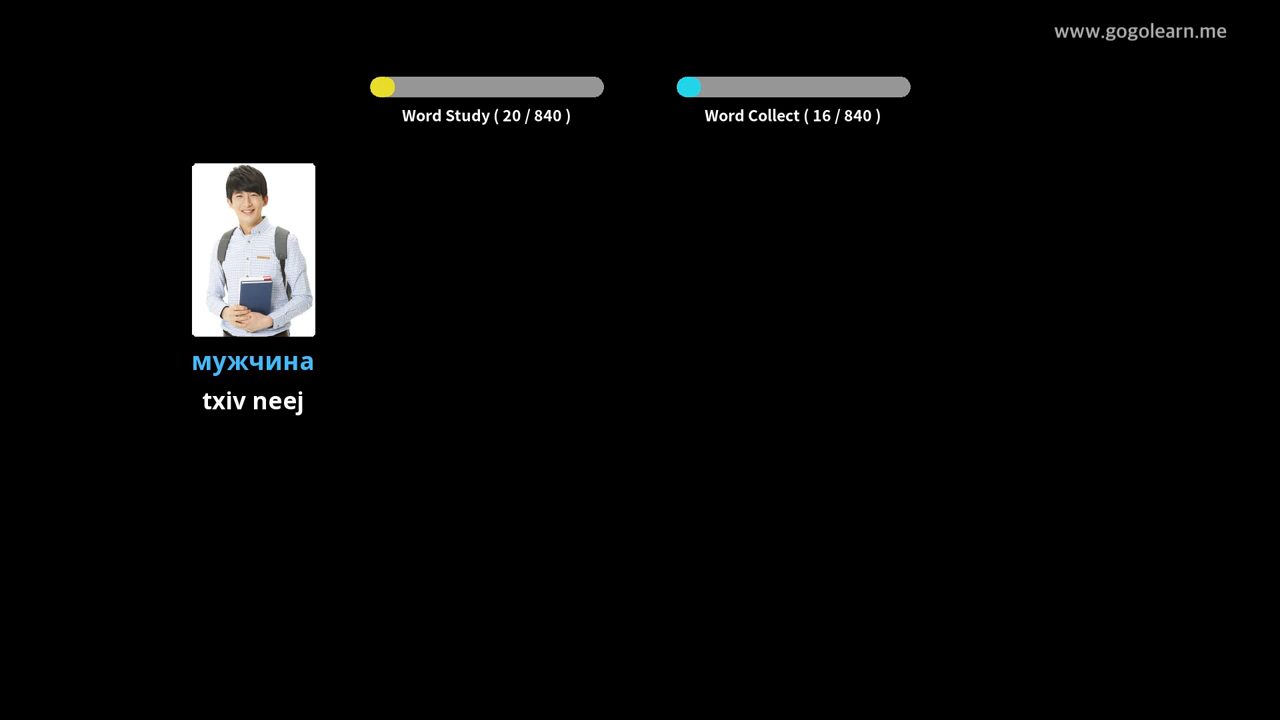 www.gogolearn.me
Word Study ( 20 / 840 )
Word Collect ( 16 / 840 )
мужчина
txiv neej